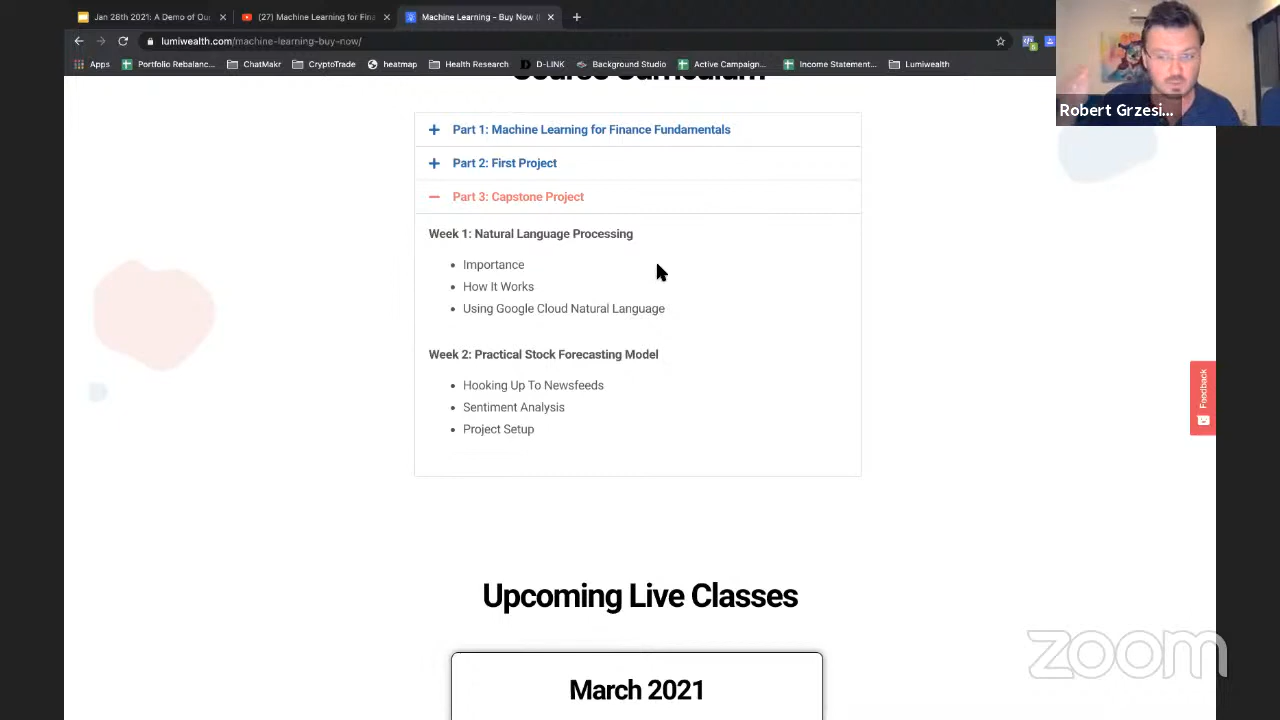 Jan 28th 2021: A Demo of Ou
(27) Machine Learning for Fina
Machine Learning - Buy Now (
lumiwealth.com/machine-learning-buy-now/
Apps
Portfolio Rebalanc...
ChatMakr
CryptoTrade
heatmap
Health Research
D-LINK
Background Studio
Active Campaign...
Income Statement...
Lumiwealth
Robert Grzesi...
Course Curriculum
+ Part 1: Machine Learning for Finance Fundamentals
+ Part 2: First Project
− Part 3: Capstone Project
Week 1: Natural Language Processing
• Importance
• How It Works
• Using Google Cloud Natural Language
Week 2: Practical Stock Forecasting Model
• Hooking Up To Newsfeeds
• Sentiment Analysis
• Project Setup
Feedback
Upcoming Live Classes
March 2021
zoom